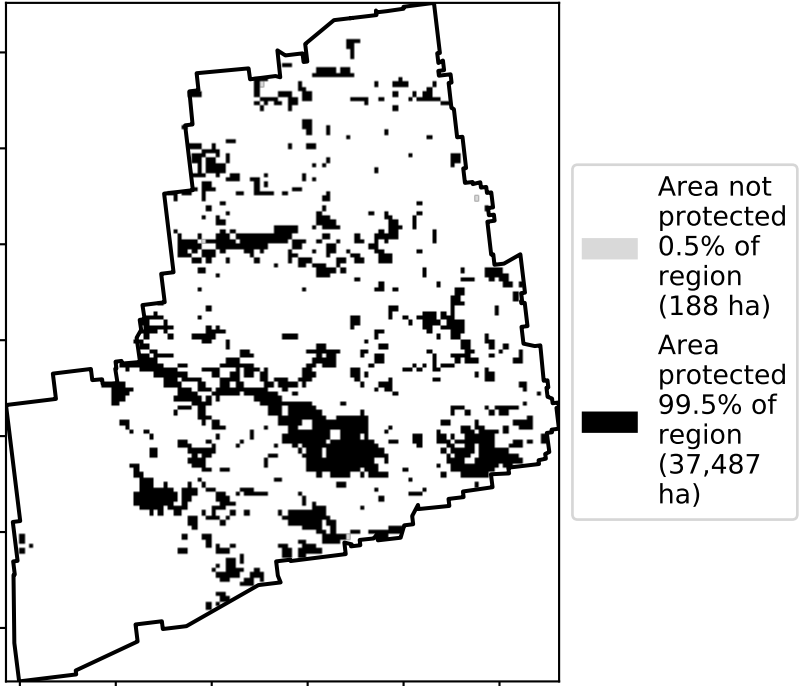 Area not
protected
0.5% of
region
(188 ha)
Area
protected
99.5% of
region
(37,487
ha)